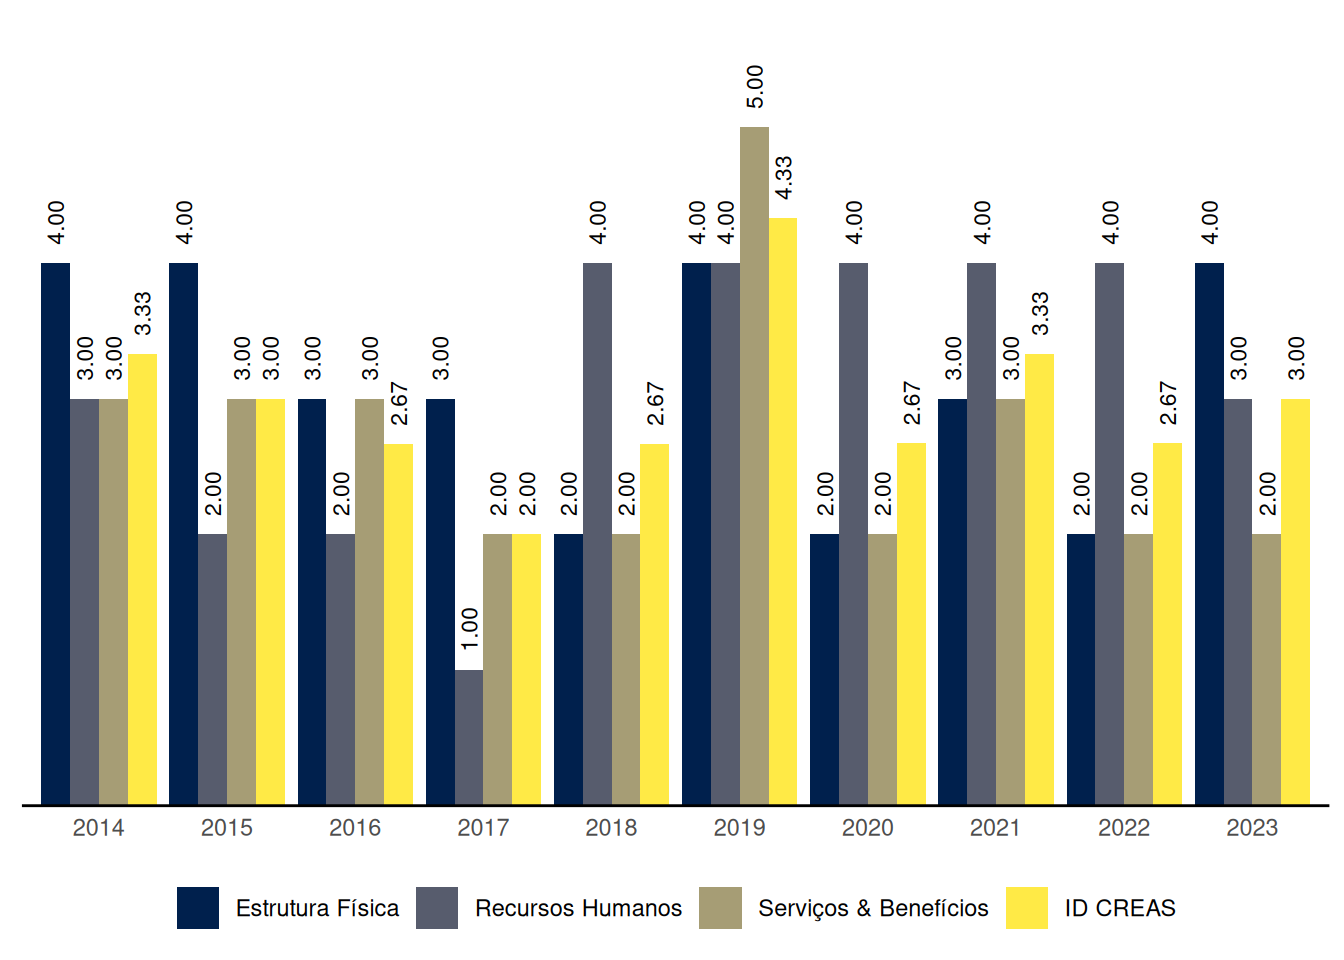 4.00 3.00 3.00 3.33
4.00 2.00 3.00 3.00
3.00 2.00 3.00 2.67
3.00 1.00 2.00 2.00
2.00 4.00 2.00 2.67
4.00 4.00 5.00 4.33
2.00 4.00 2.00 2.67
3.00 4.00 3.00 3.33
2.00 4.00 2.00 2.67
4.00 3.00 2.00 3.00
2014 2015 2016 2017 2018 2019 2020 2021 2022 2023
Estrutura Física Recursos Humanos Serviços & Benefícios ID CREAS